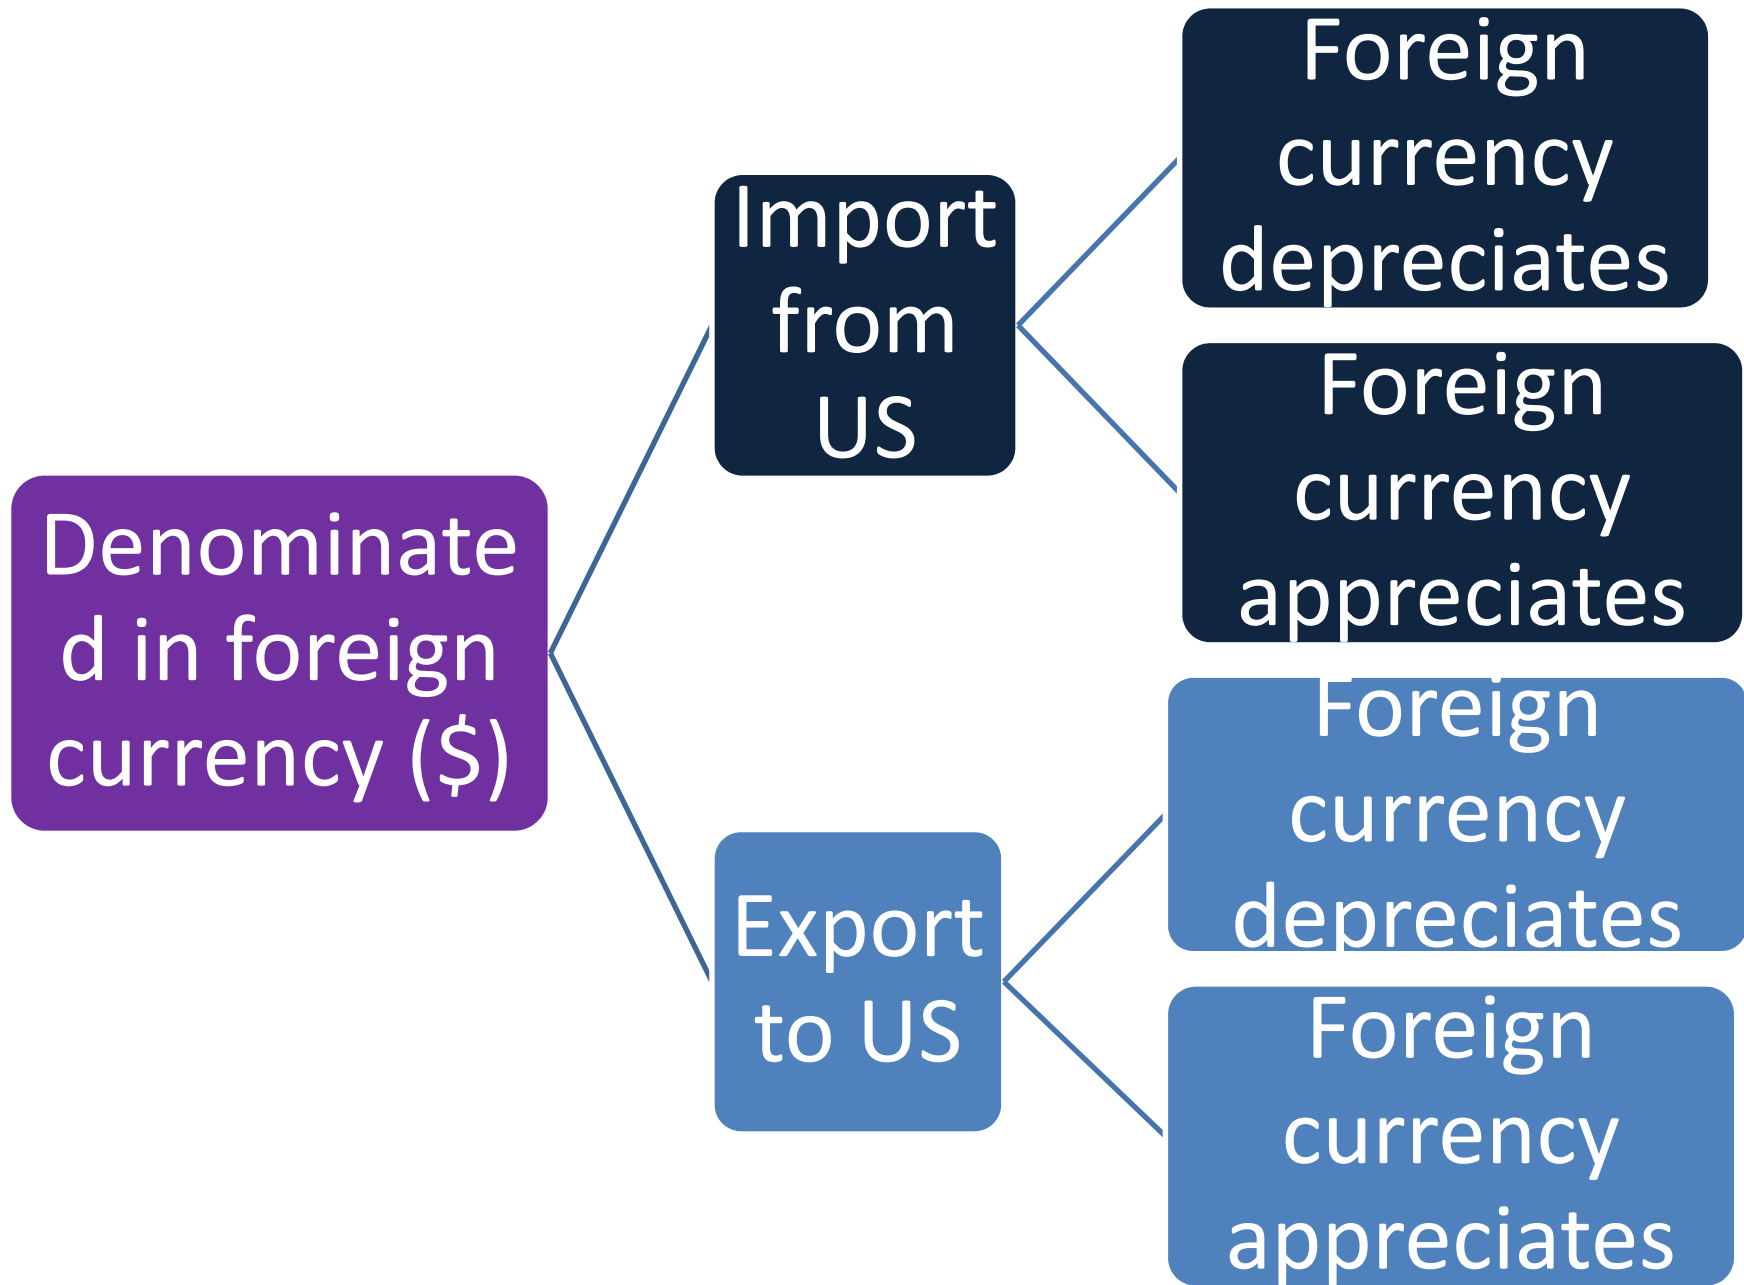 Denominate
d in foreign
currency ($)
Import
from
US
Foreign
currency
depreciates
Foreign
currency
appreciates
Export
to US
Foreign
currency
depreciates
Foreign
currency
appreciates